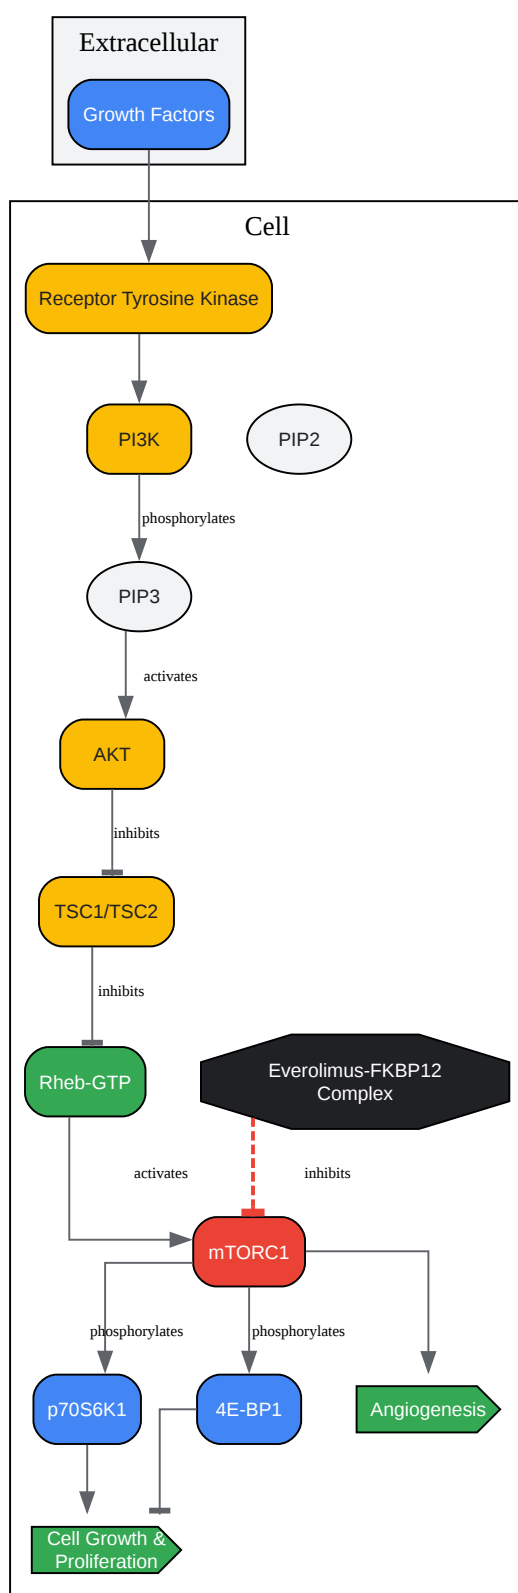 Extracellular
Growth Factors
Cell
Receptor Tyrosine Kinase
PI3K
PIP2
phosphorylates
PIP3
activates
AKT
inhibits
TSC1/TSC2
inhibits
Rheb-GTP
Everolimus-FKBP12
Complex
activates
inhibits
mTORC1
phosphorylates
phosphorylates
p70S6K1
4E-BP1
Angiogenesis
Cell Growth &
Proliferation